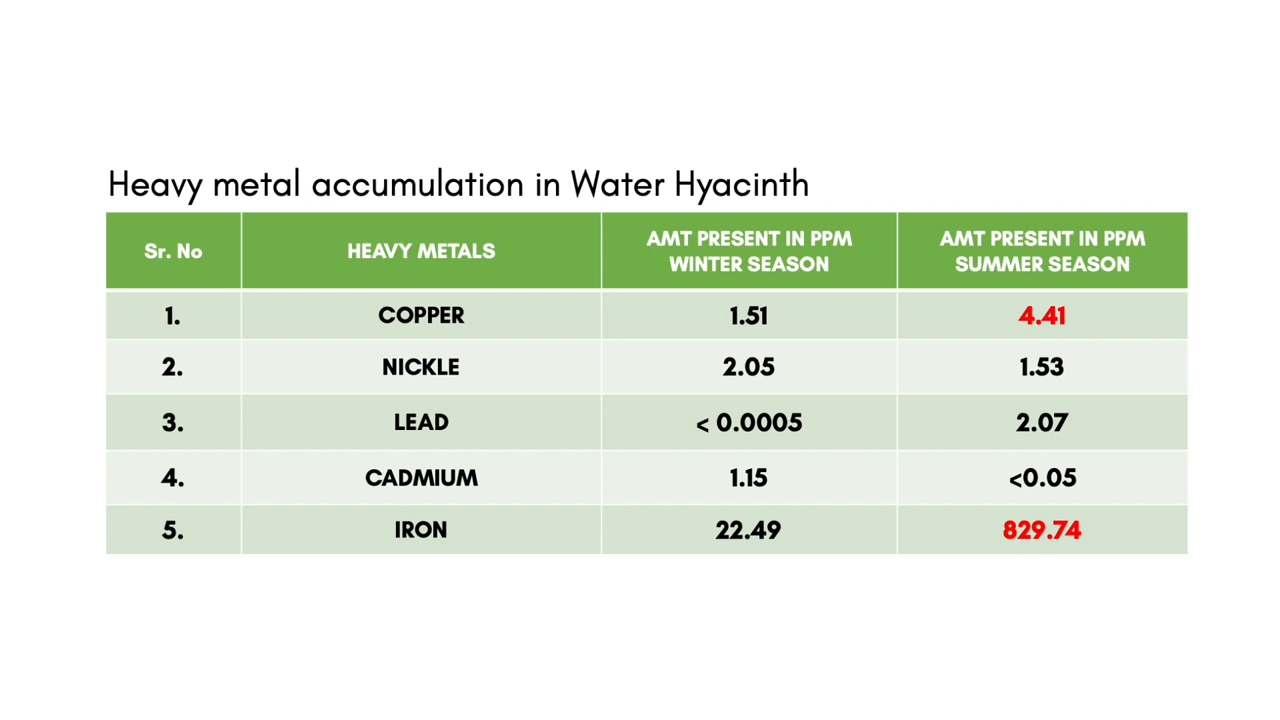 Heavy metal accumulation in Water Hyacinth
Sr. No HEAVY METALS AMT PRESENT IN PPM WINTER SEASON AMT PRESENT IN PPM SUMMER SEASON
1. COPPER 1.51 4.41
2. NICKLE 2.05 1.53
3. LEAD < 0.0005 2.07
4. CADMIUM 1.15 <0.05
5. IRON 22.49 829.74